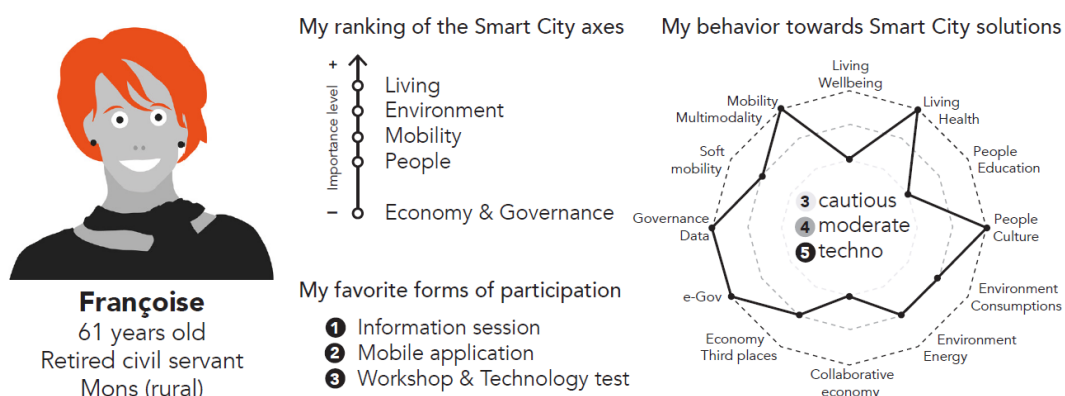 My ranking of the Smart City axes
+
Importance level
−
Living
Environment
Mobility
People
Economy & Governance
My favorite forms of participation
1 Information session
2 Mobile application
3 Workshop & Technology test
Françoise
61 years old
Retired civil servant
Mons (rural)
My behavior towards Smart City solutions
Living
Wellbeing
Living
Health
People
Education
People
Culture
Environment
Consumptions
Environment
Energy
Collaborative
economy
Economy
Third places
e-Gov
Governance
Data
Soft
mobility
Mobility
Multimodality
3 cautious
4 moderate
5 techno